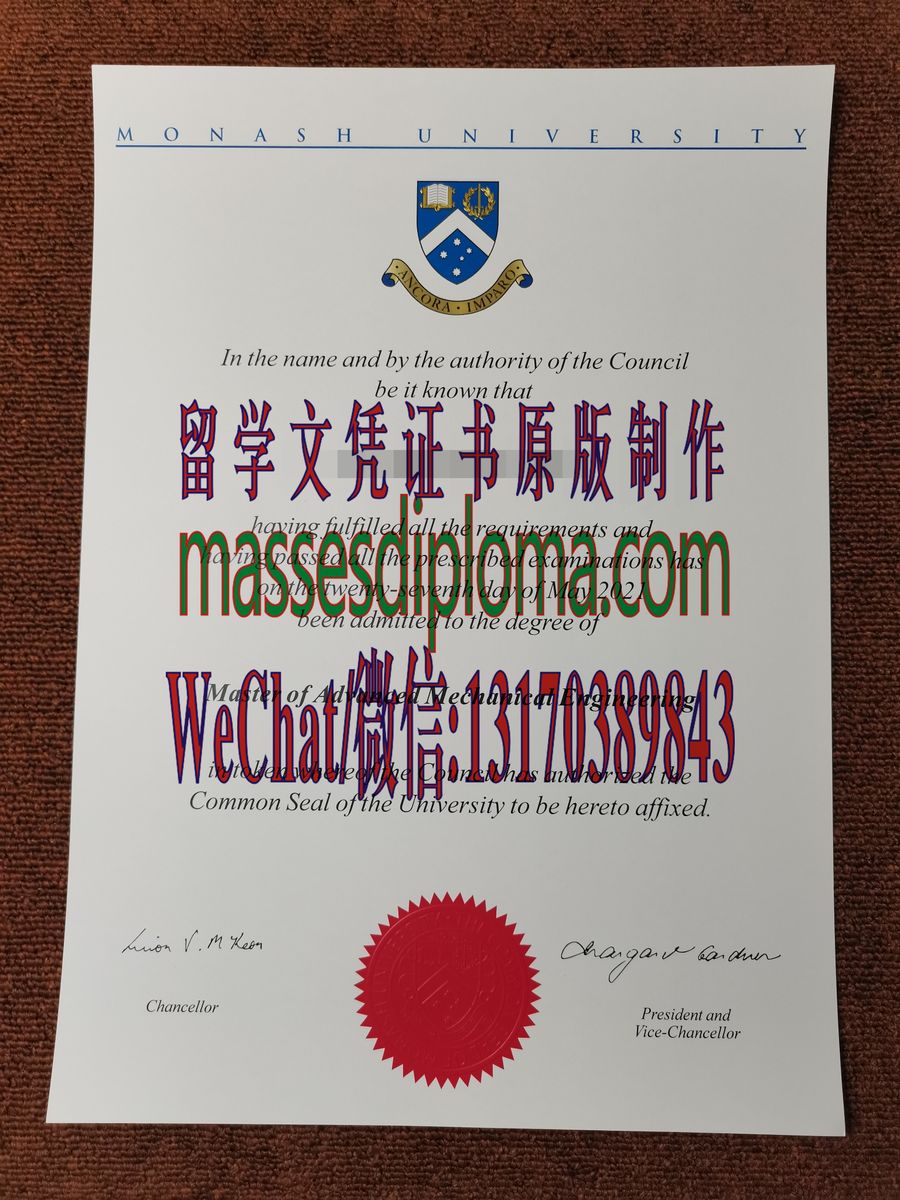 MONASH UNIVERSITY
ANCORA IMPARO
In the name and by the authority of the Council
be it known that
留学文凭证书原版制作
having fulfilled all the requirements and
massesdiploma.com
having passed all the prescribed examinations has
on the twenty-seventh day of May 2021
been admitted to the degree of
Master of Advanced Mechanical Engineering
WeChat/微信:13170389843
in token whereof the Council has authorized the
Common Seal of the University to be hereto affixed.
Chancellor
President and
Vice-Chancellor